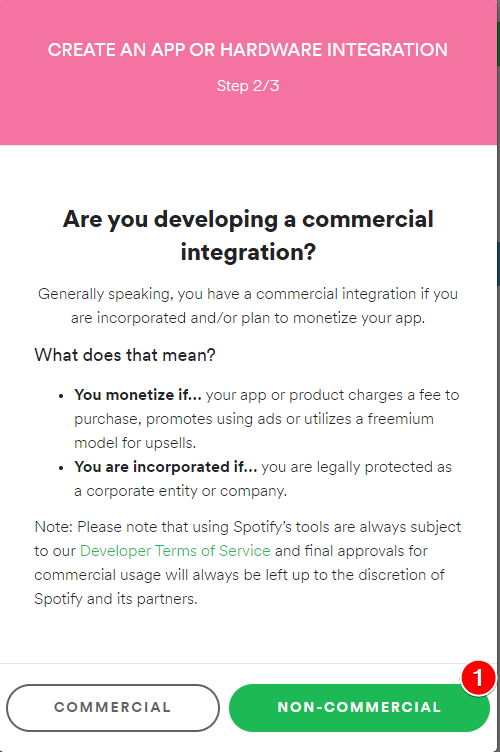 CREATE AN APP OR HARDWARE INTEGRATION
Step 2/3
Are you developing a commercial
integration?
Generally speaking, you have a commercial integration if you
are incorporated and/or plan to monetize your app.
What does that mean?
• You monetize if... your app or product charges a fee to
purchase, promotes using ads or utilizes a freemium
model for upsells.
• You are incorporated if... you are legally protected as
a corporate entity or company.
Note: Please note that using Spotify's tools are always subject
to our Developer Terms of Service and final approvals for
commercial usage will always be left up to the discretion of
Spotify and its partners.
1
COMMERCIAL
NON-COMMERCIAL